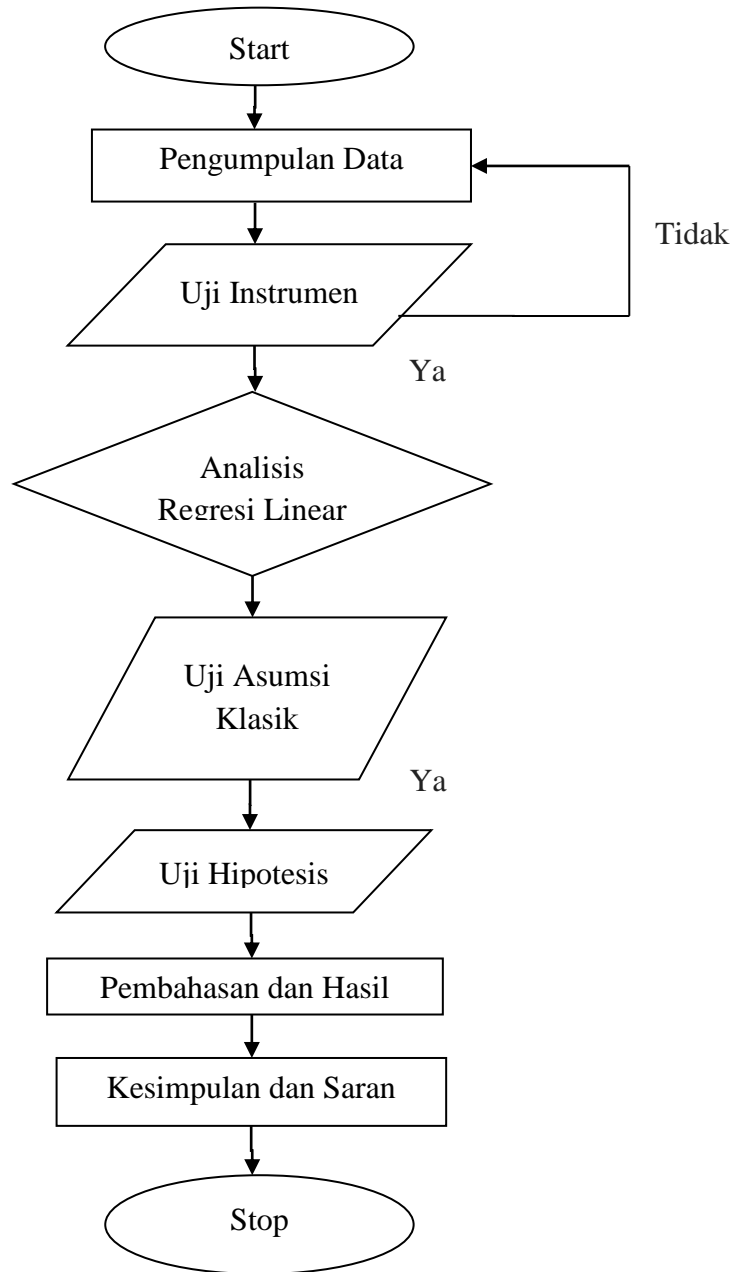 Start
Pengumpulan Data
Tidak
Uji Instrumen
Ya
Analisis
Regresi Linear
Uji Asumsi
Klasik
Ya
Uji Hipotesis
Pembahasan dan Hasil
Kesimpulan dan Saran
Stop